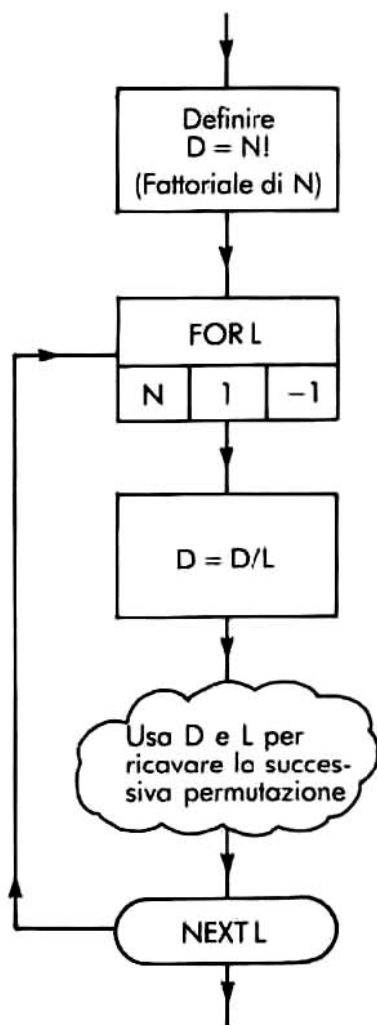 Definire
D = N!
(Fattoriale di N)
FOR L
N 1 -1
D = D/L
Usa D e L per
ricavare la succes-
siva permutazione
NEXT L